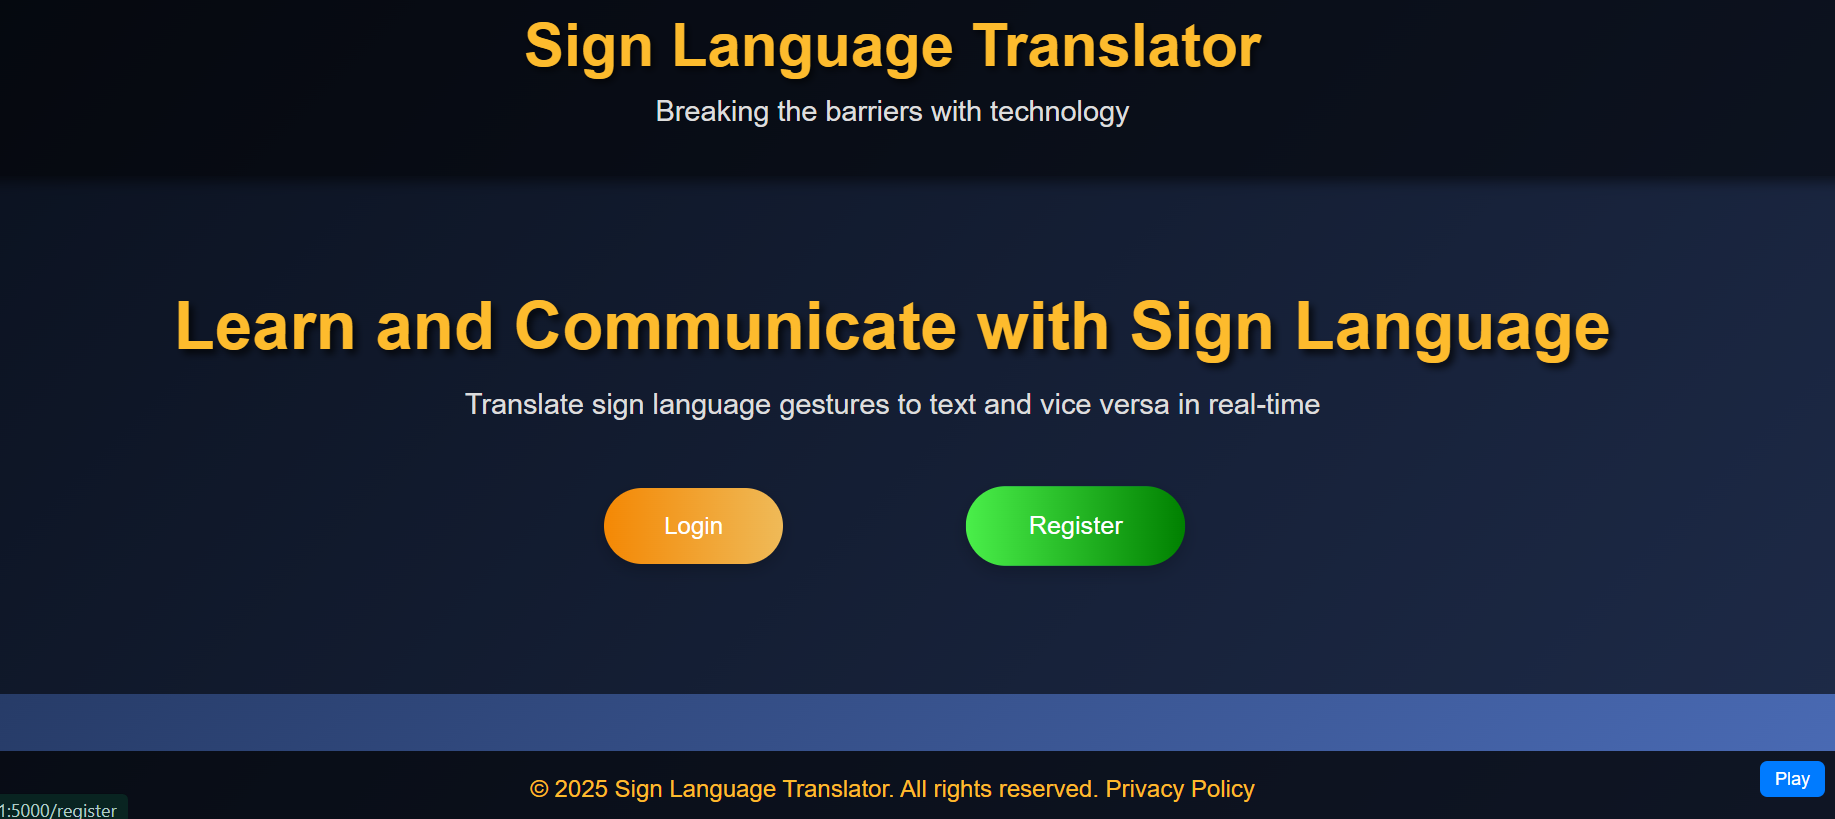 Sign Language Translator
Breaking the barriers with technology
Learn and Communicate with Sign Language
Translate sign language gestures to text and vice versa in real-time
Login
Register
© 2025 Sign Language Translator. All rights reserved. Privacy Policy
Play
1:5000/register